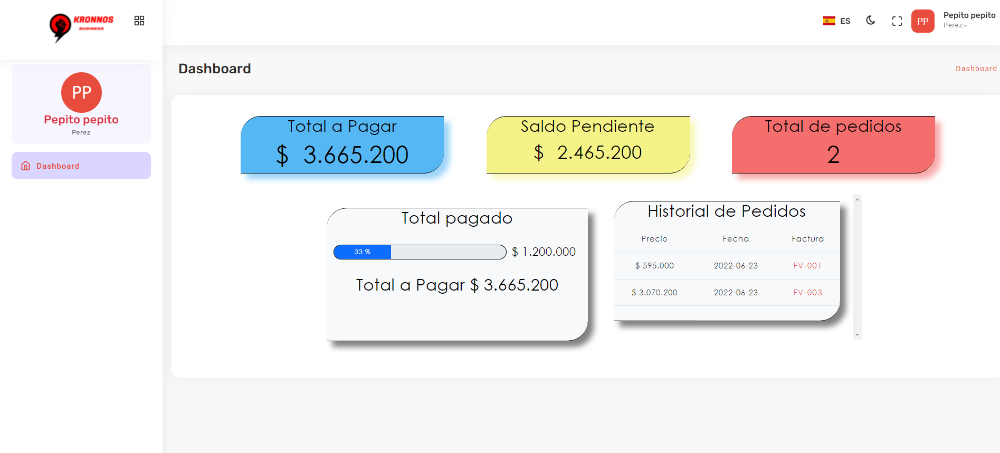 KRONNOS
BUSINESS
ES
PP
Pepito pepito
Perez
PP
Pepito pepito
Perez
Dashboard
Dashboard
Dashboard
Total a Pagar
$ 3.665.200
Saldo Pendiente
$ 2.465.200
Total de pedidos
2
Total pagado
33 %
$ 1.200.000
Total a Pagar $ 3.665.200
Historial de Pedidos
Precio Fecha Factura
$ 595.000 2022-06-23 FV-001
$ 3.070.200 2022-06-23 FV-003